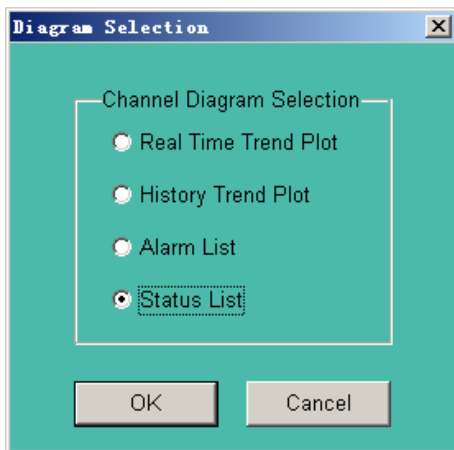 Diagram Selection
Channel Diagram Selection
Real Time Trend Plot
History Trend Plot
Alarm List
Status List
OK Cancel